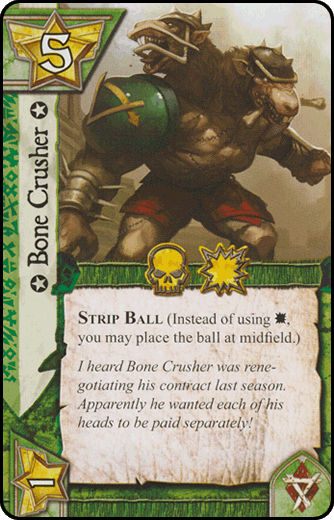 5
Bone Crusher
STRIP BALL (Instead of using ,
you may place the ball at midfield.)
I heard Bone Crusher was rene-
gotiating his contract last season.
Apparently he wanted each of his
heads to be paid separately!
1